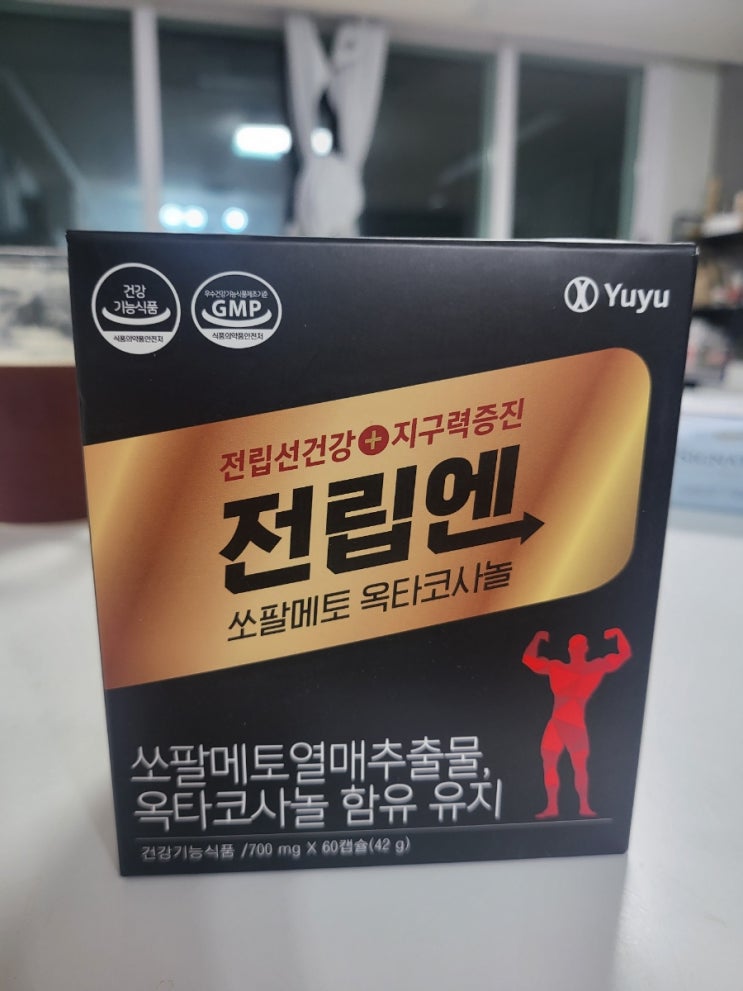 건강
기능식품
식품의약품안전처
우수건강기능식품제조기준
GMP
식품의약품안전처
Yuyu
전립선건강+지구력증진
전립엔
쏘팔메토 옥타코사놀
쏘팔메토열매추출물,
옥타코사놀 함유 유지
건강기능식품 /700 mg X 60캡슐(42 g)